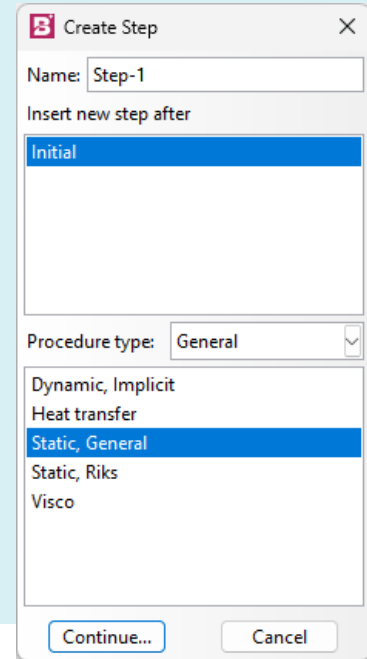 Create Step
Name: Step-1
Insert new step after
Initial
Procedure type: General
Dynamic, Implicit
Heat transfer
Static, General
Static, Riks
Visco
Continue... Cancel